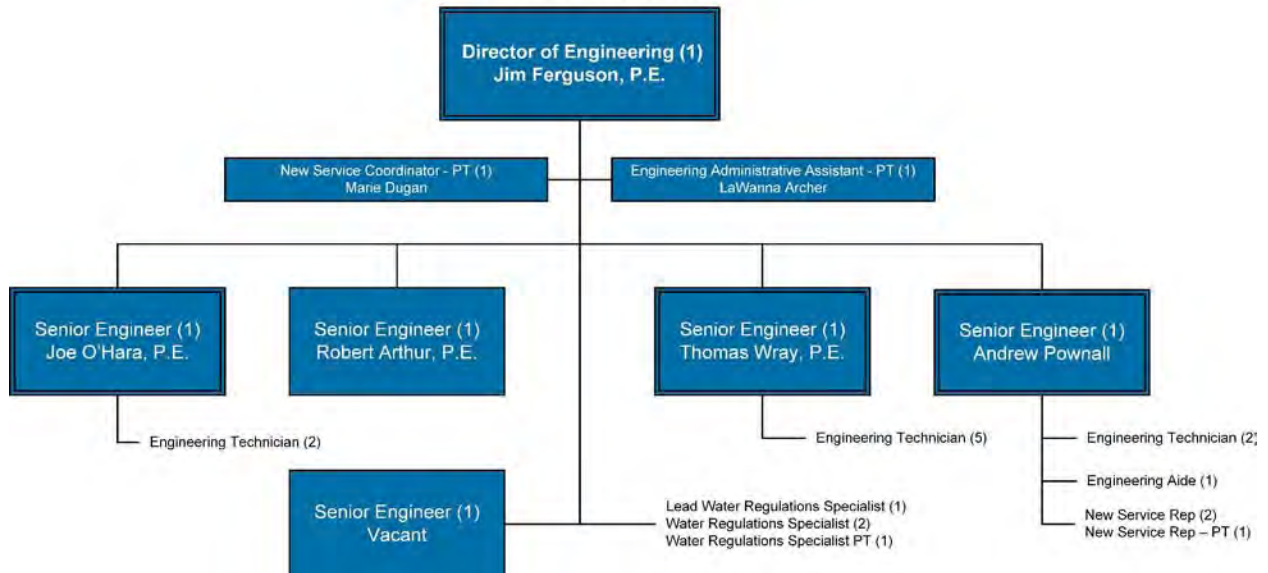 Director of Engineering (1)
Jim Ferguson, P.E.
New Service Coordinator - PT (1)
Marie Dugan
Engineering Administrative Assistant - PT (1)
LaWanna Archer
Senior Engineer (1)
Joe O'Hara, P.E.
Senior Engineer (1)
Robert Arthur, P.E.
Senior Engineer (1)
Thomas Wray, P.E.
Senior Engineer (1)
Andrew Pownall
Engineering Technician (2)
Engineering Technician (5)
Engineering Technician (2)
Engineering Aide (1)
New Service Rep (2)
New Service Rep – PT (1)
Senior Engineer (1)
Vacant
Lead Water Regulations Specialist (1)
Water Regulations Specialist (2)
Water Regulations Specialist PT (1)